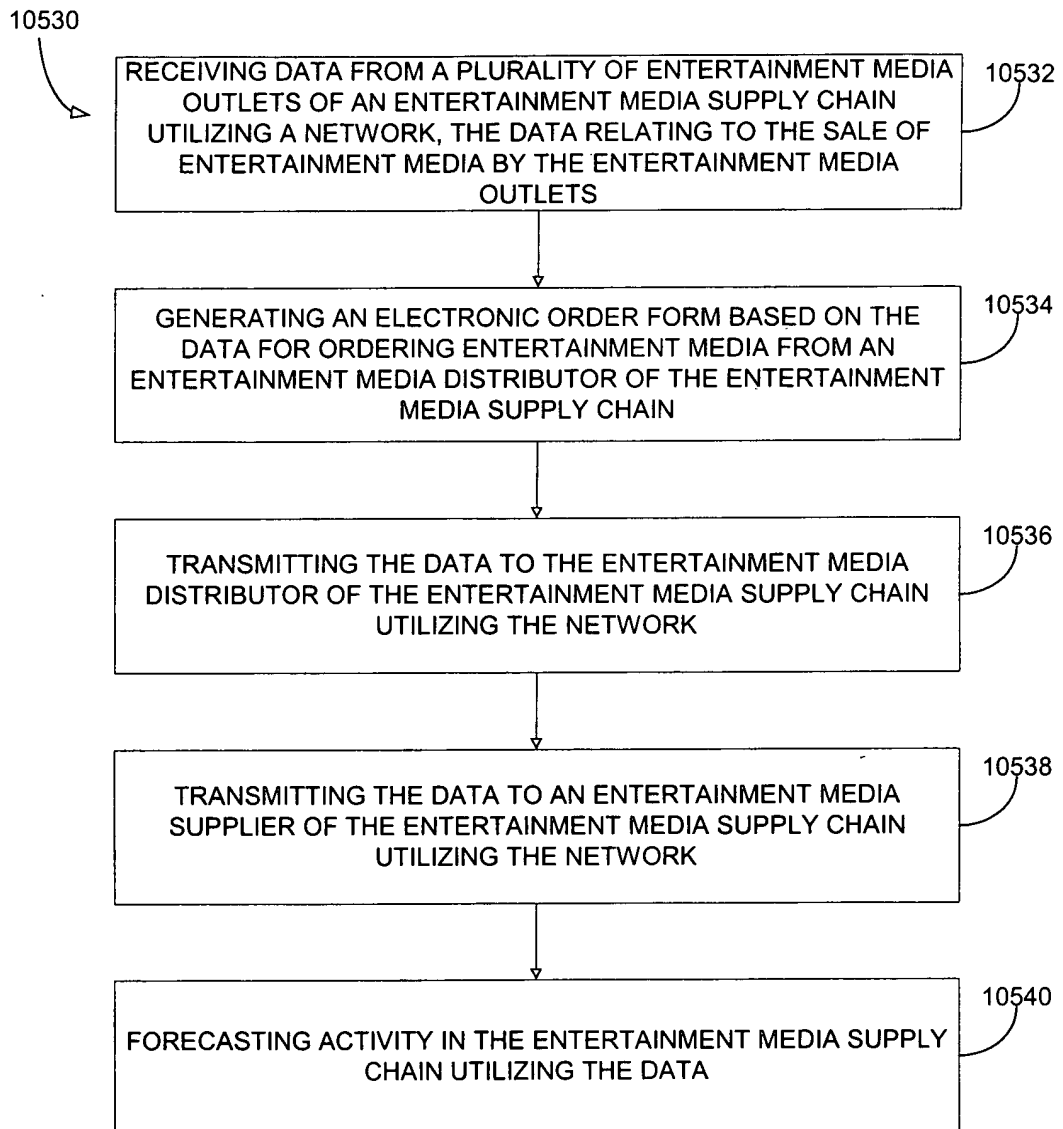 10530
RECEIVING DATA FROM A PLURALITY OF ENTERTAINMENT MEDIA
OUTLETS OF AN ENTERTAINMENT MEDIA SUPPLY CHAIN
UTILIZING A NETWORK, THE DATA RELATING TO THE SALE OF
ENTERTAINMENT MEDIA BY THE ENTERTAINMENT MEDIA
OUTLETS
10532
GENERATING AN ELECTRONIC ORDER FORM BASED ON THE
DATA FOR ORDERING ENTERTAINMENT MEDIA FROM AN
ENTERTAINMENT MEDIA DISTRIBUTOR OF THE ENTERTAINMENT
MEDIA SUPPLY CHAIN
10534
TRANSMITTING THE DATA TO THE ENTERTAINMENT MEDIA
DISTRIBUTOR OF THE ENTERTAINMENT MEDIA SUPPLY CHAIN
UTILIZING THE NETWORK
10536
TRANSMITTING THE DATA TO AN ENTERTAINMENT MEDIA
SUPPLIER OF THE ENTERTAINMENT MEDIA SUPPLY CHAIN
UTILIZING THE NETWORK
10538
FORECASTING ACTIVITY IN THE ENTERTAINMENT MEDIA SUPPLY
CHAIN UTILIZING THE DATA
10540